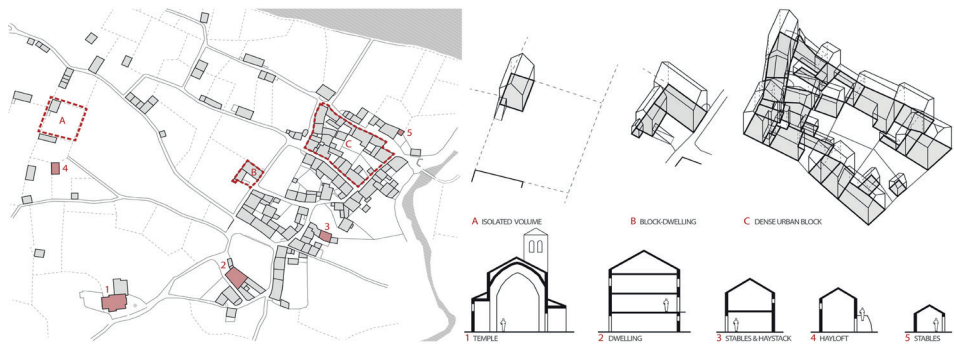 A
4
B
C
5
3
2
1
A ISOLATED VOLUME
B BLOCK-DWELLING
C DENSE URBAN BLOCK
1 TEMPLE
2 DWELLING
3 STABLES & HAYSTACK
4 HAYLOFT
5 STABLES